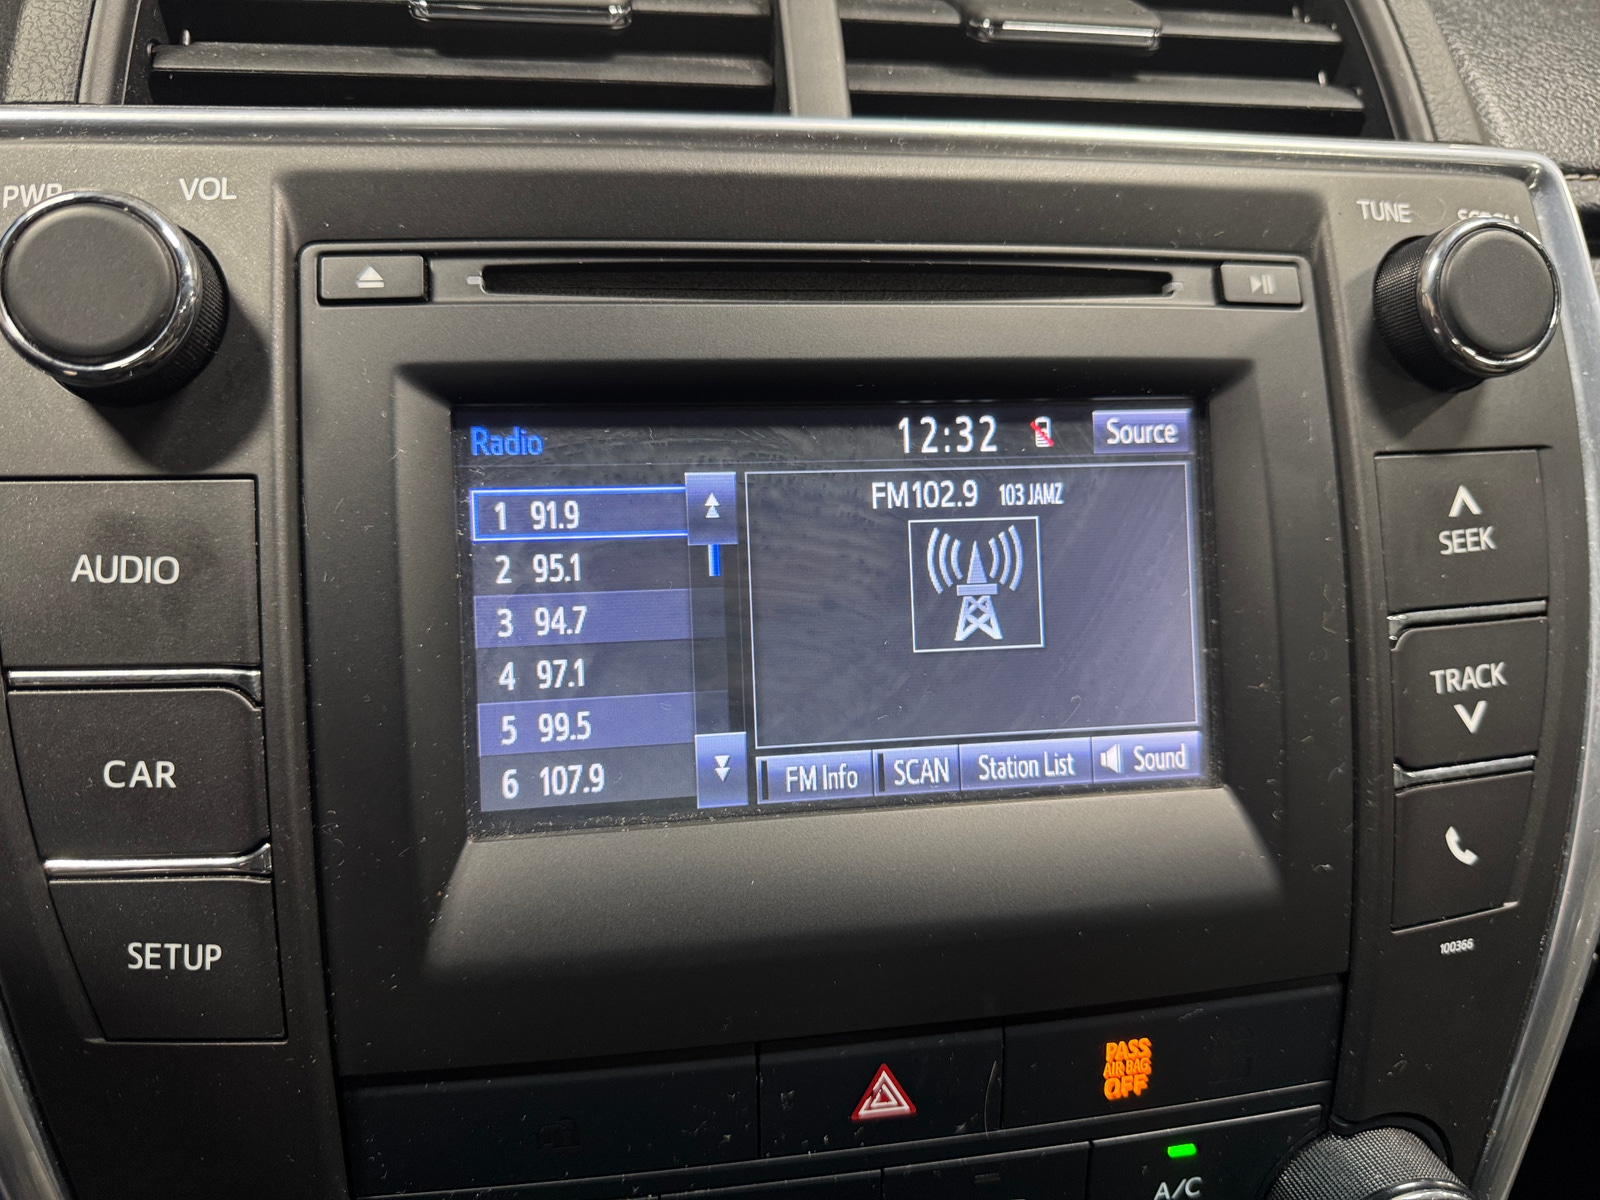 PWR VOL
TUNE SCROLL
Radio
12:32
Source
1 91.9
2 95.1
3 94.7
4 97.1
5 99.5
6 107.9
FM102.9 103 JAMZ
FM Info
SCAN
Station List
Sound
AUDIO
CAR
SETUP
SEEK
TRACK
100366
PASS
AIR BAG
OFF
A/C